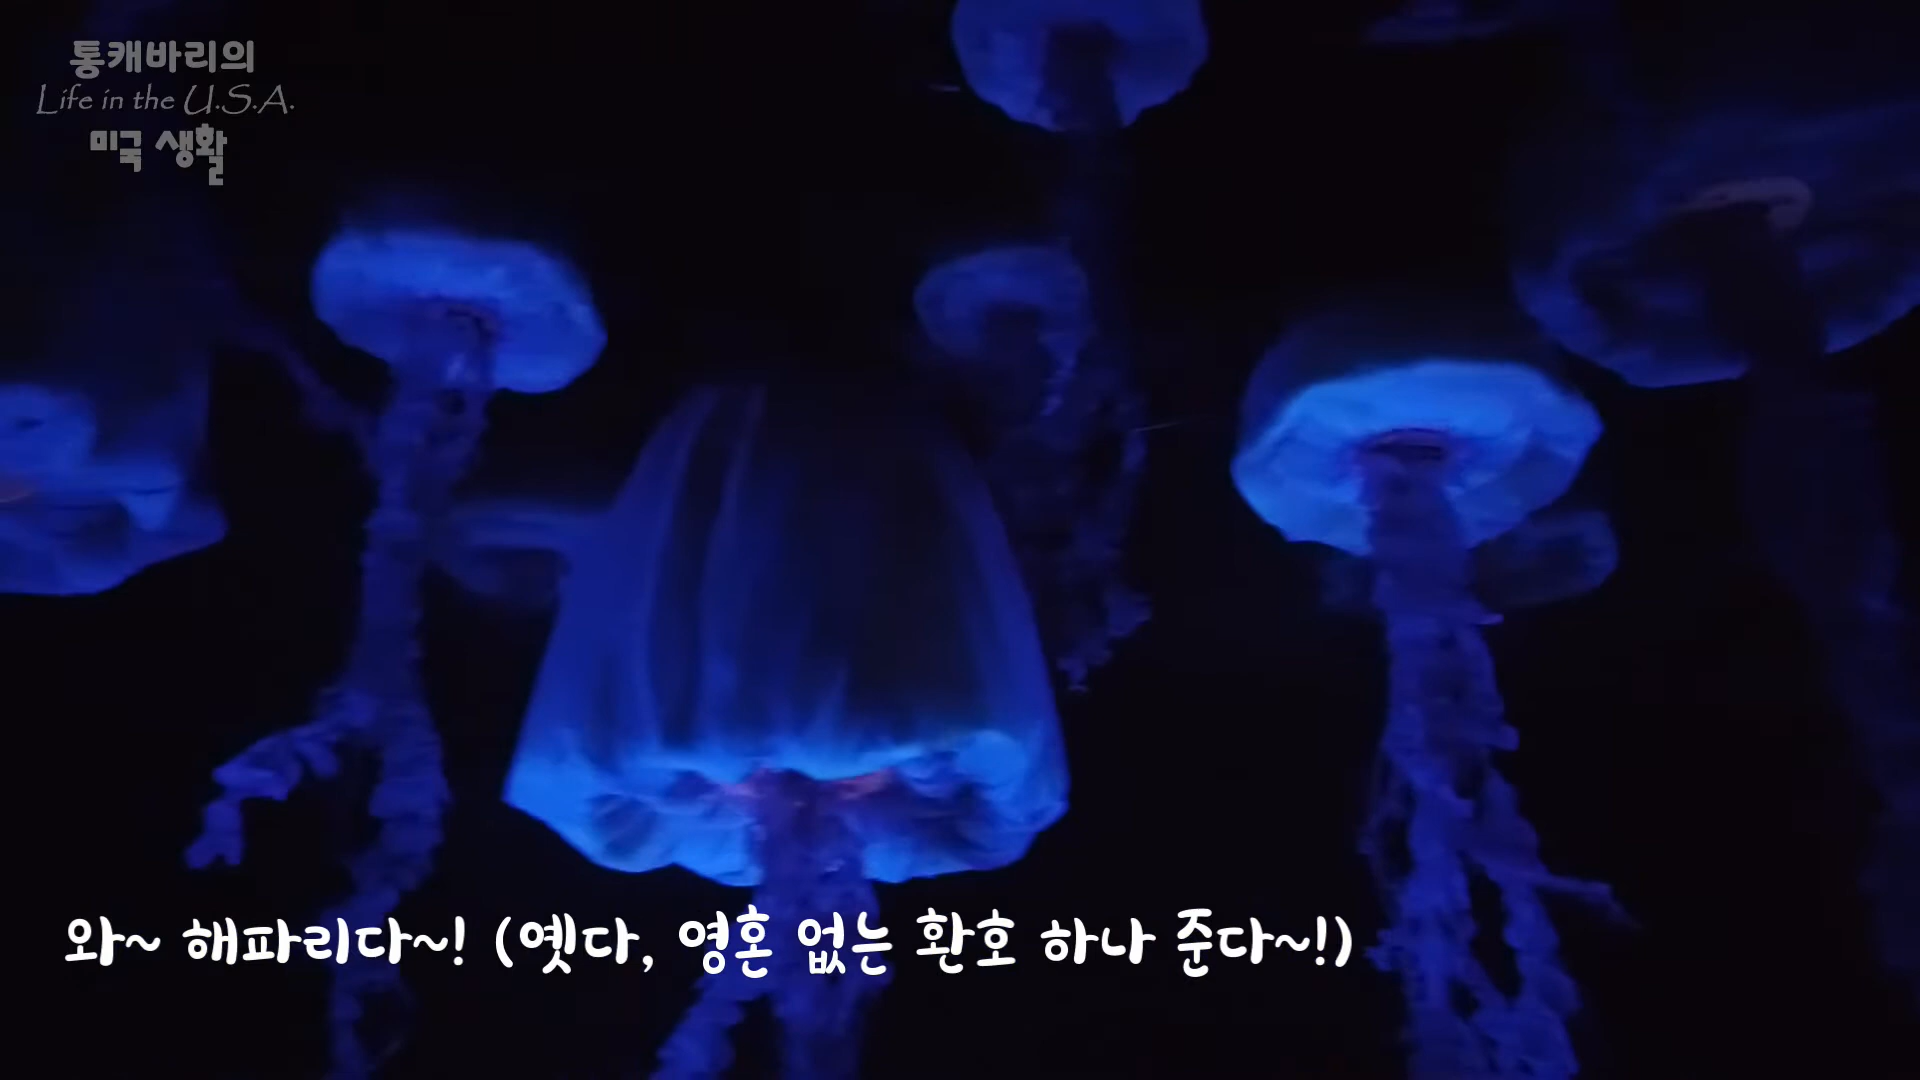 통캐바리의
Life in the U.S.A.
미국 생활
와~ 해파리다~! (옛다, 영혼 없는 환호 하나 준다~!)